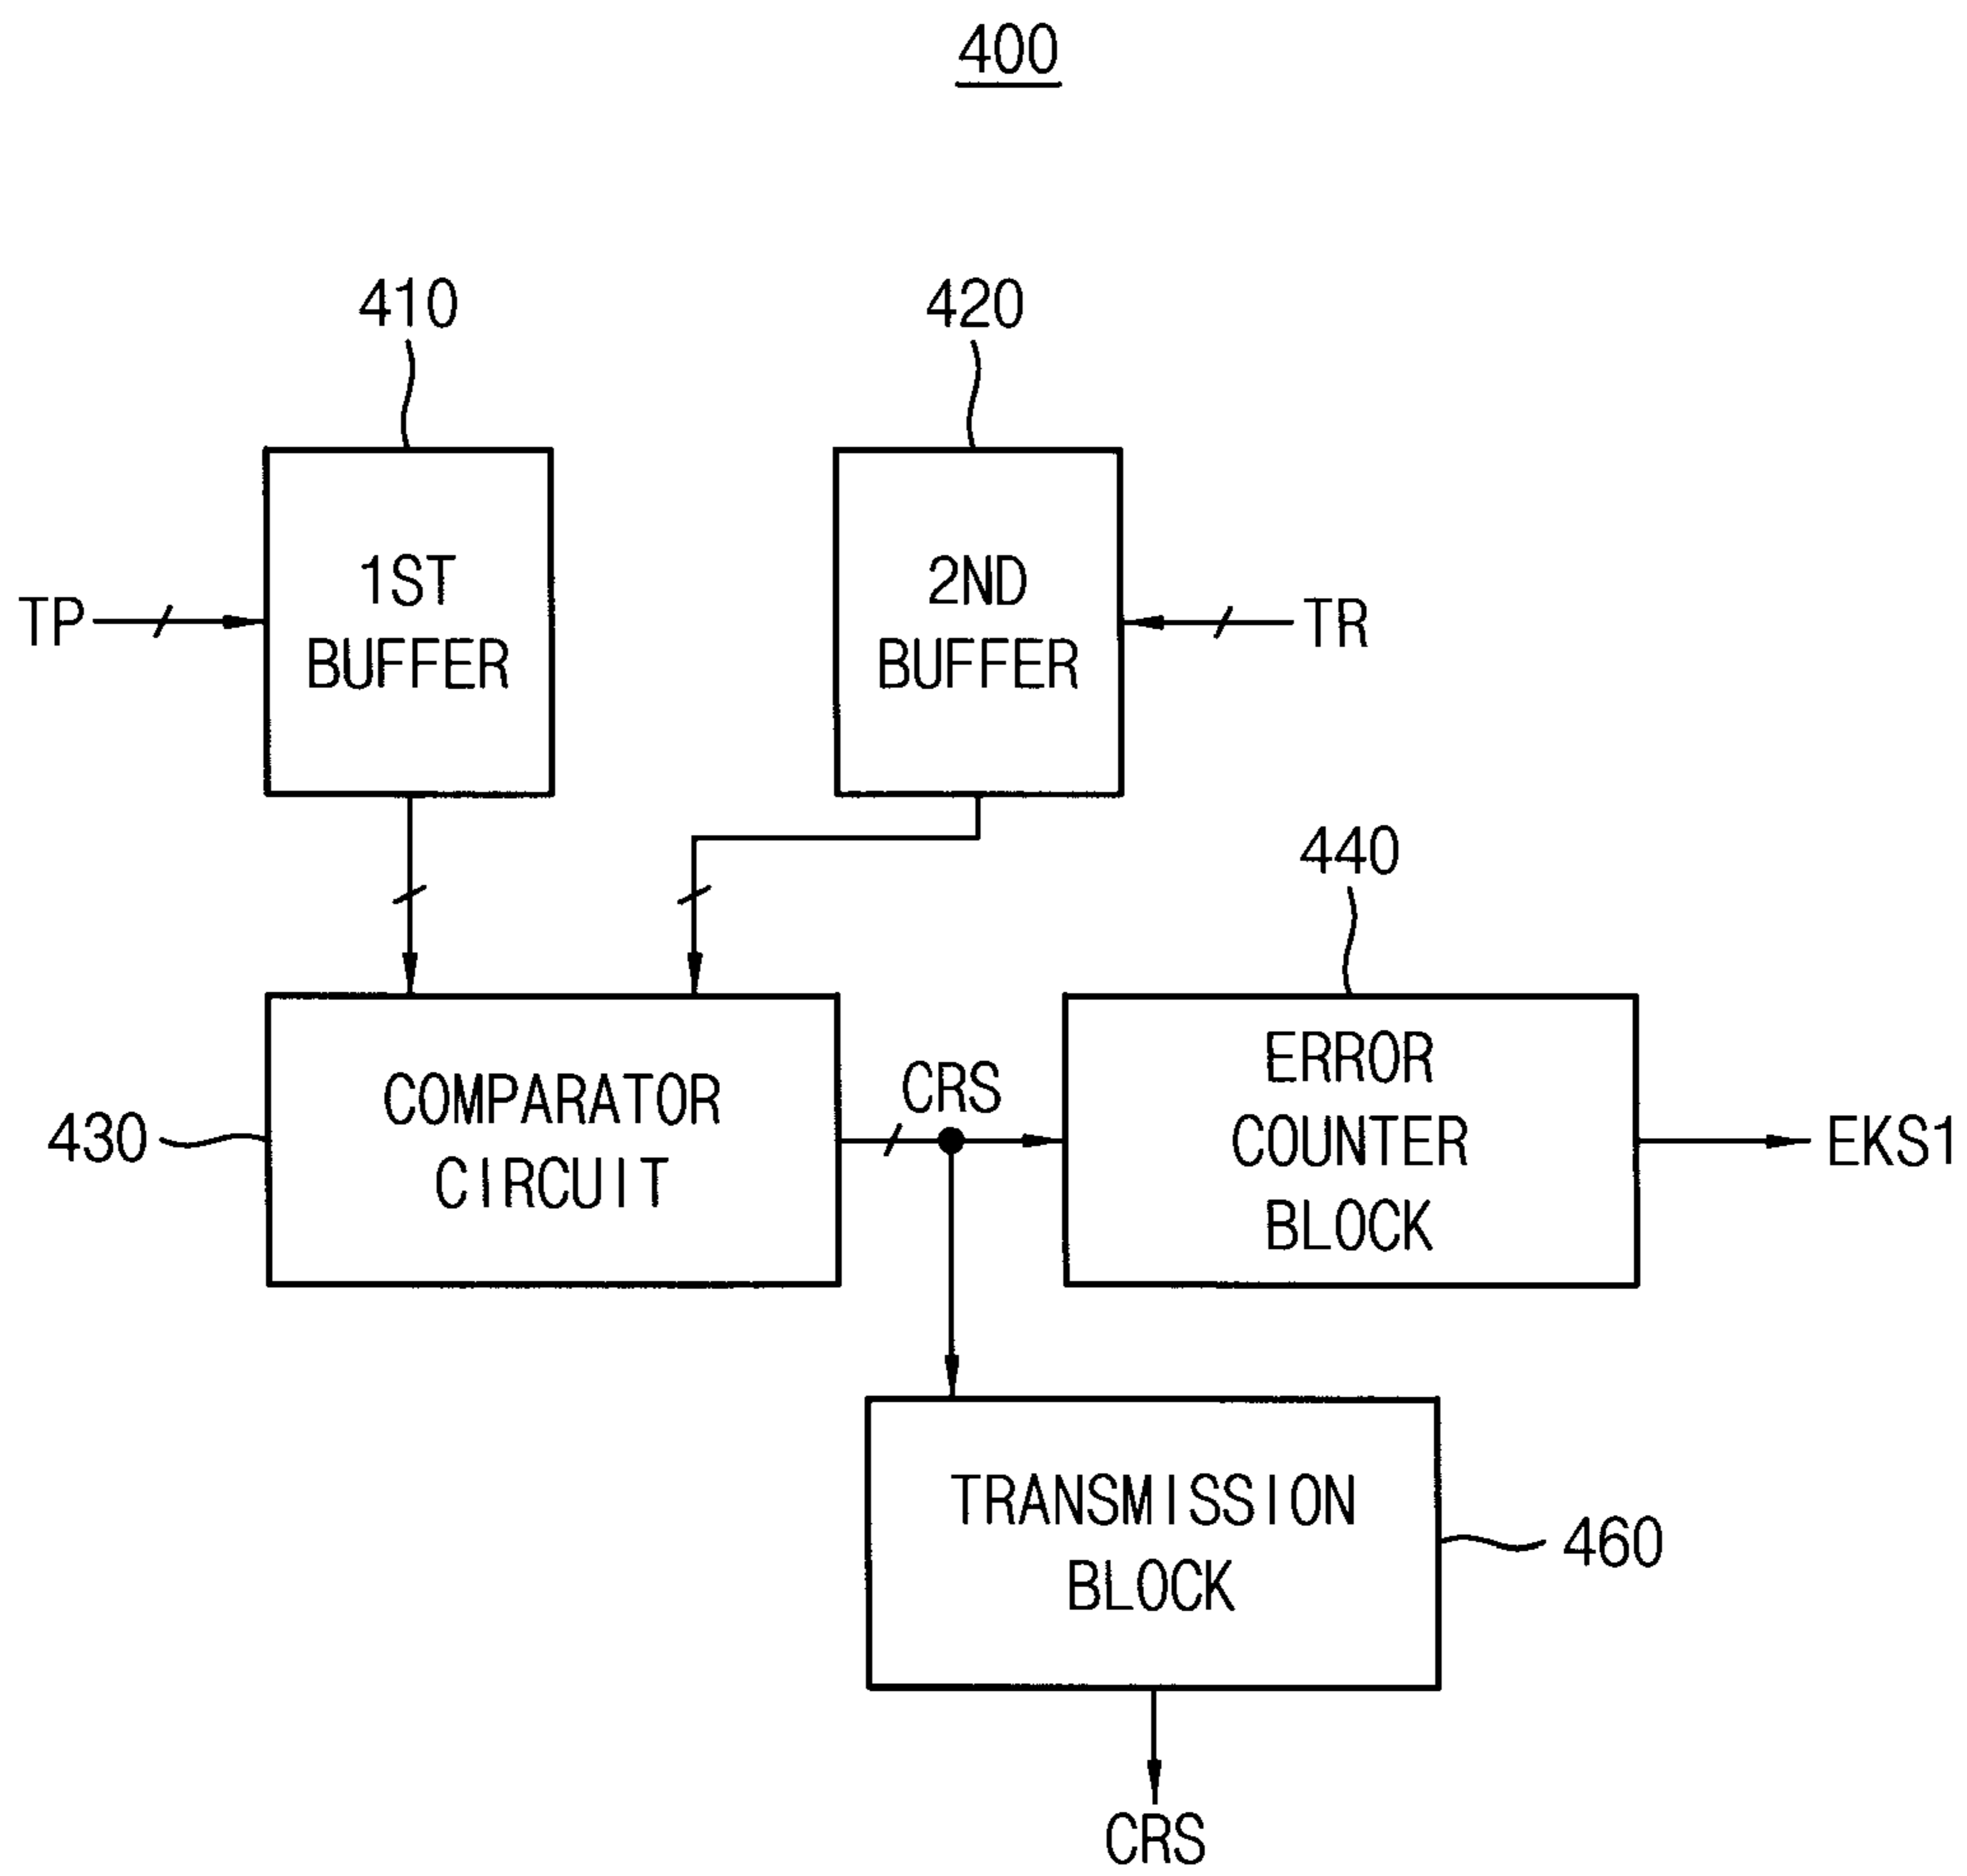 400
410
420
1ST
BUFFER
2ND
BUFFER
TP
TR
440
430
COMPARATOR
CIRCUIT
CRS
ERROR
COUNTER
BLOCK
EKS1
TRANSMISSION
BLOCK
460
CRS